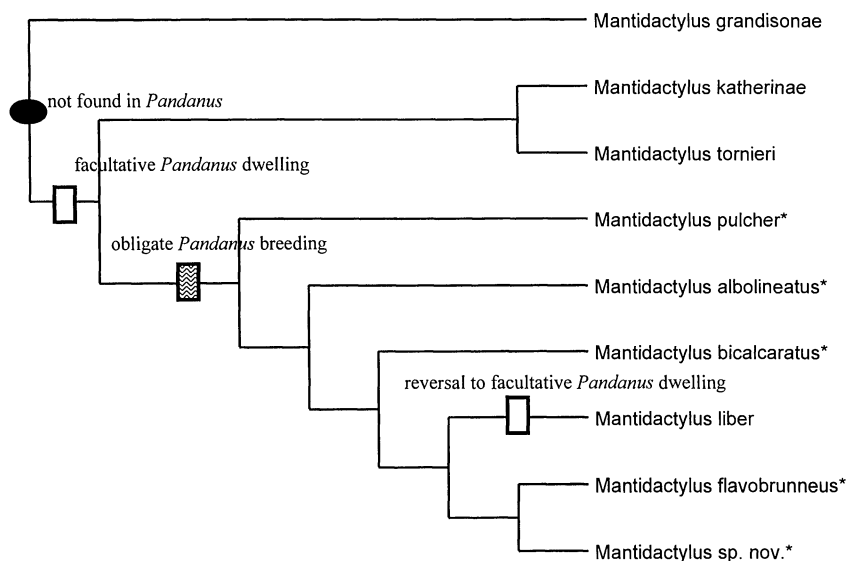 Mantidactylus grandisonae
Mantidactylus katherinae
not found in Pandanus
Mantidactylus tornieri
facultative Pandanus dwelling
Mantidactylus pulcher*
obligate Pandanus breeding
Mantidactylus albolineatus*
Mantidactylus bicalcaratus*
reversal to facultative Pandanus dwelling
Mantidactylus liber
Mantidactylus flavobrunneus*
Mantidactylus sp. nov.*